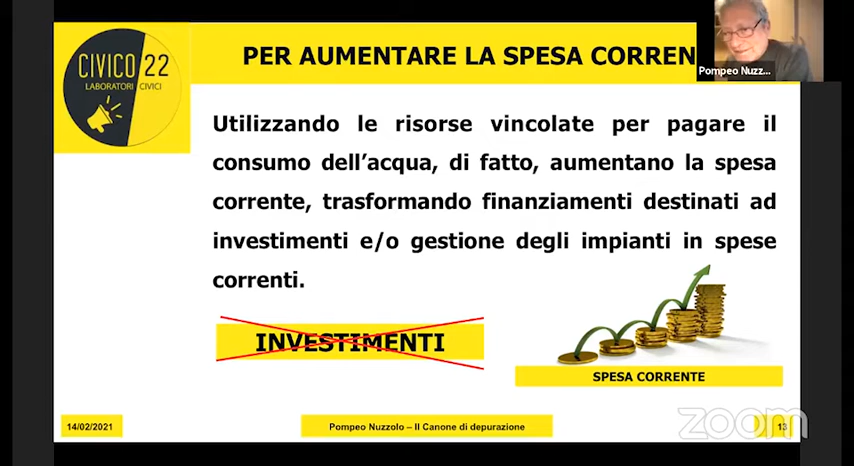 CIVICO 22
LABORATORI CIVICI
PER AUMENTARE LA SPESA CORREN
Pompeo Nuzz...
Utilizzando le risorse vincolate per pagare il
consumo dell'acqua, di fatto, aumentano la spesa
corrente, trasformando finanziamenti destinati ad
investimenti e/o gestione degli impianti in spese
correnti.
INVESTIMENTI
SPESA CORRENTE
14/02/2021
Pompeo Nuzzolo – Il Canone di depurazione
13
zoom